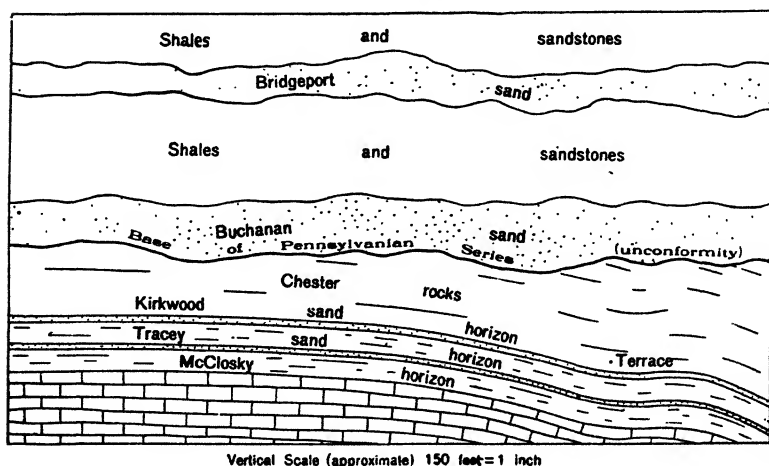 Shales and sandstones
Bridgeport sand
Shales and sandstones
Buchanan sand
Base of Pennsylvanian Series (unconformity)
Chester rocks
Kirkwood sand horizon
Tracey sand horizon
Terrace
McClosky horizon
Vertical Scale (approximate) 150 feet = 1 inch